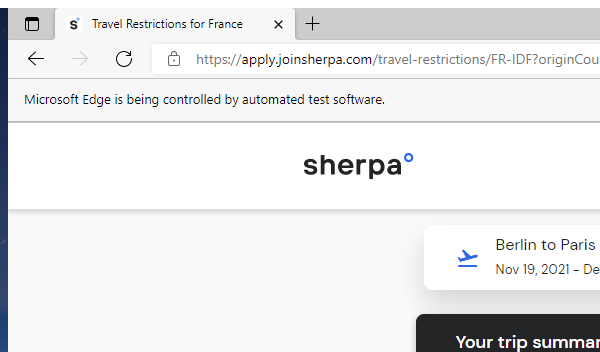 Travel Restrictions for France
https://apply.joinsherpa.com/travel-restrictions/FR-IDF?originCou
Microsoft Edge is being controlled by automated test software.
sherpa°
Berlin to Paris
Nov 19, 2021 - De
Your trip summar